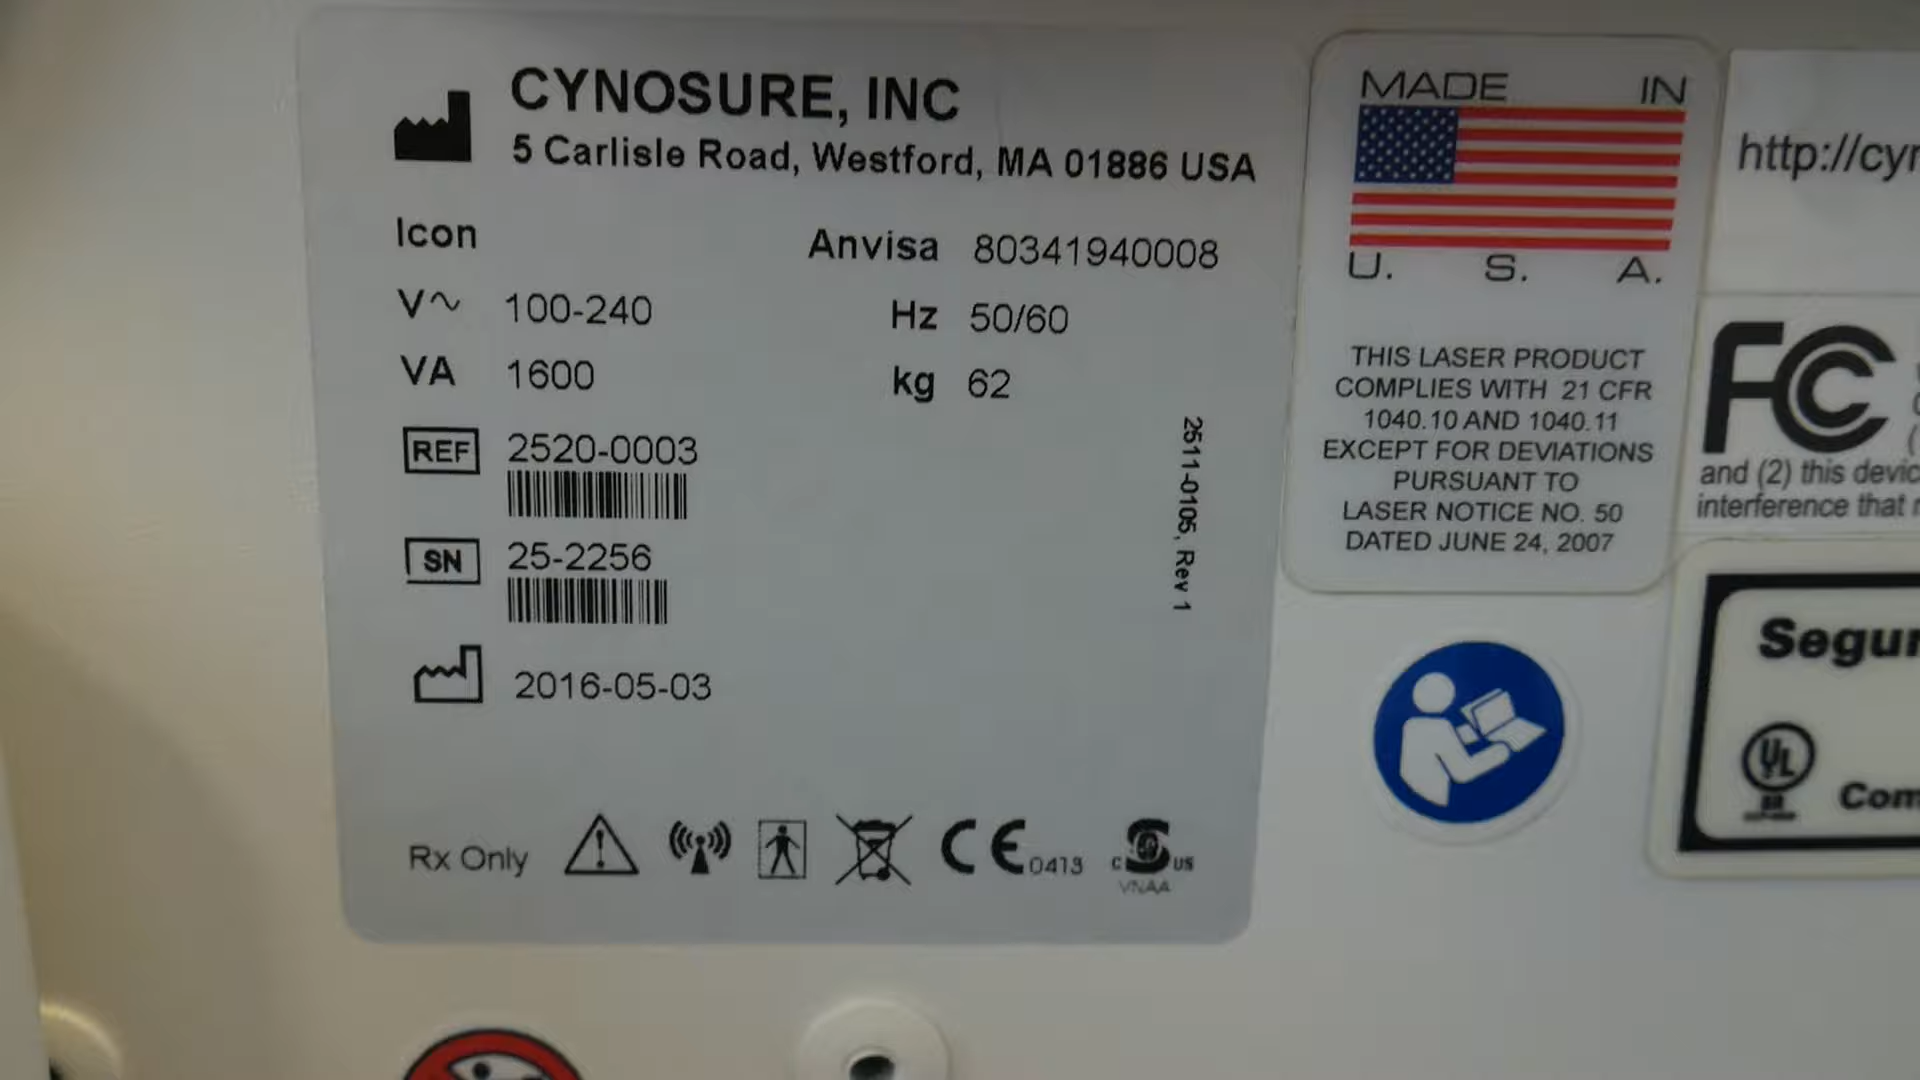 CYNOSURE, INC
5 Carlisle Road, Westford, MA 01886 USA
Icon
Anvisa 80341940008
V~ 100-240
Hz 50/60
VA 1600
kg 62
REF 2520-0003
SN 25-2256
2016-05-03
2511-0105, Rev 1
Rx Only
CE 0413
C US
VNAA
MADE IN
U. S. A.
THIS LASER PRODUCT
COMPLIES WITH 21 CFR
1040.10 AND 1040.11
EXCEPT FOR DEVIATIONS
PURSUANT TO
LASER NOTICE NO. 50
DATED JUNE 24, 2007
http://cyn
FC
and (2) this devic
interference that
Segur
UL
BR
Com